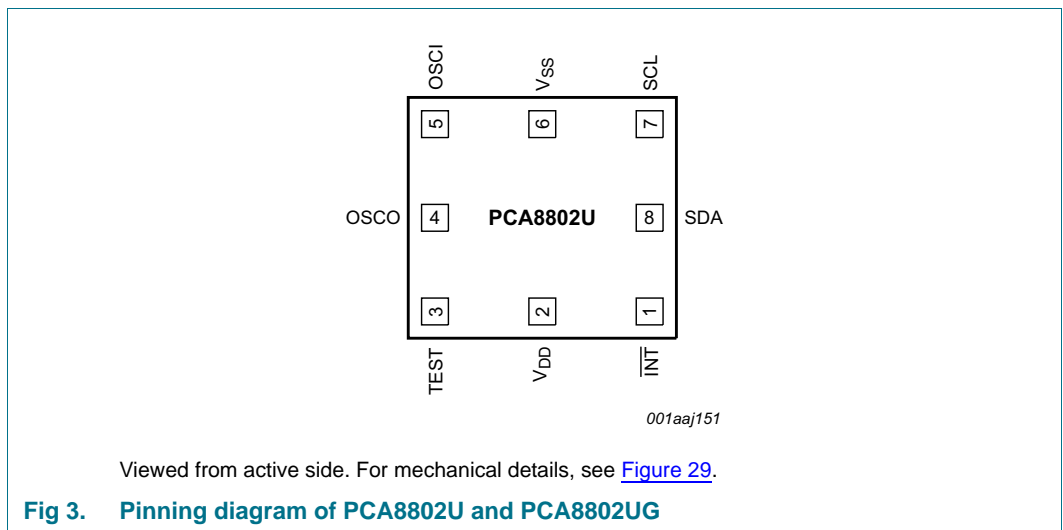 OSCI VSS SCL
5 6 7
OSCO 4 PCA8802U 8 SDA
3 2 1
TEST VDD INT
001aaj151
Viewed from active side. For mechanical details, see Figure 29.
Fig 3. Pinning diagram of PCA8802U and PCA8802UG